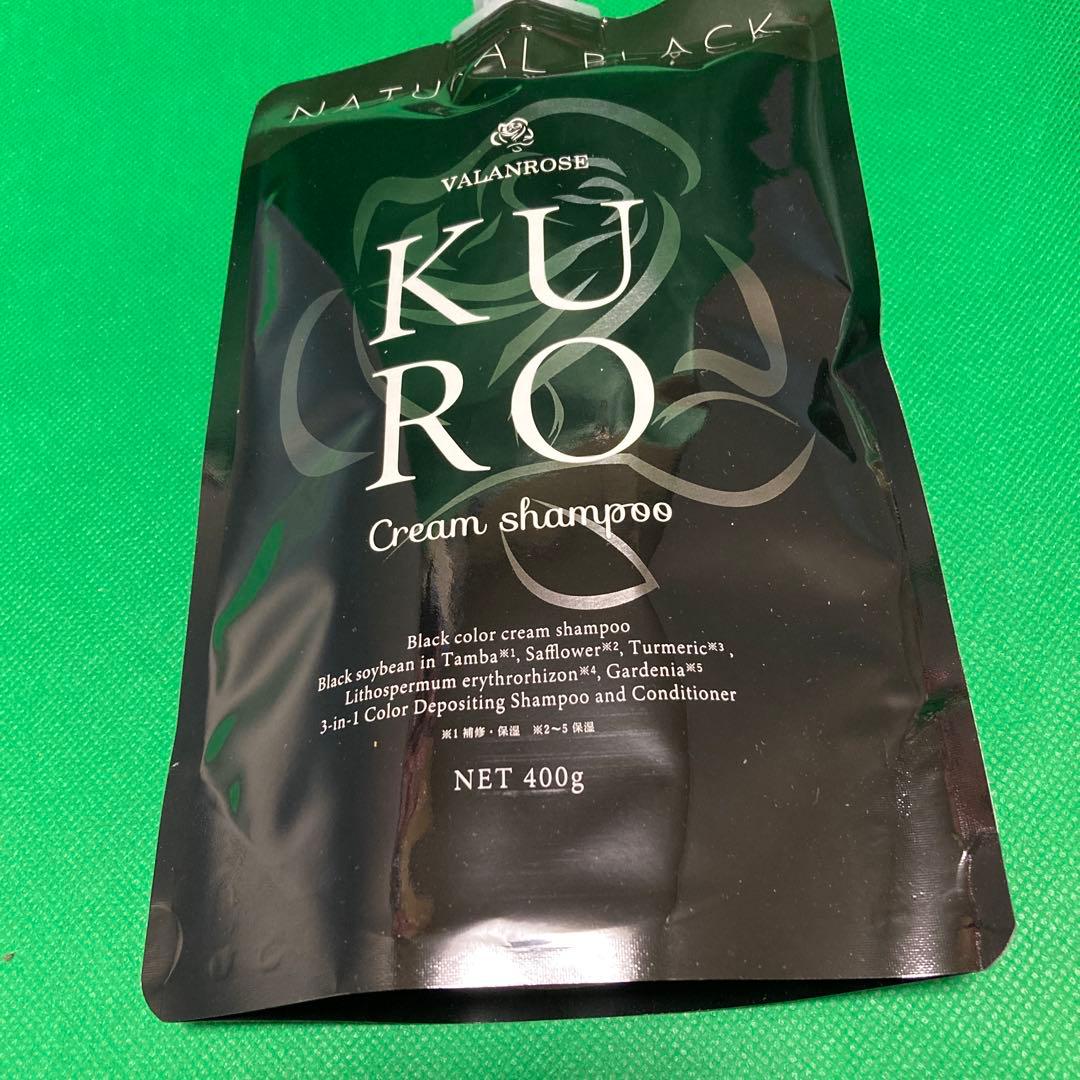 NATURAL BLACK
VALANROSE
KU
RO
Cream shampoo
Black color cream shampoo
Black soybean in Tamba※1, Safflower※2, Turmeric※3,
Lithospermum erythrorhizon※4, Gardenia※5
3-in-1 Color Depositing Shampoo and Conditioner
※1 補修・保湿 ※2〜5 保湿
NET 400g